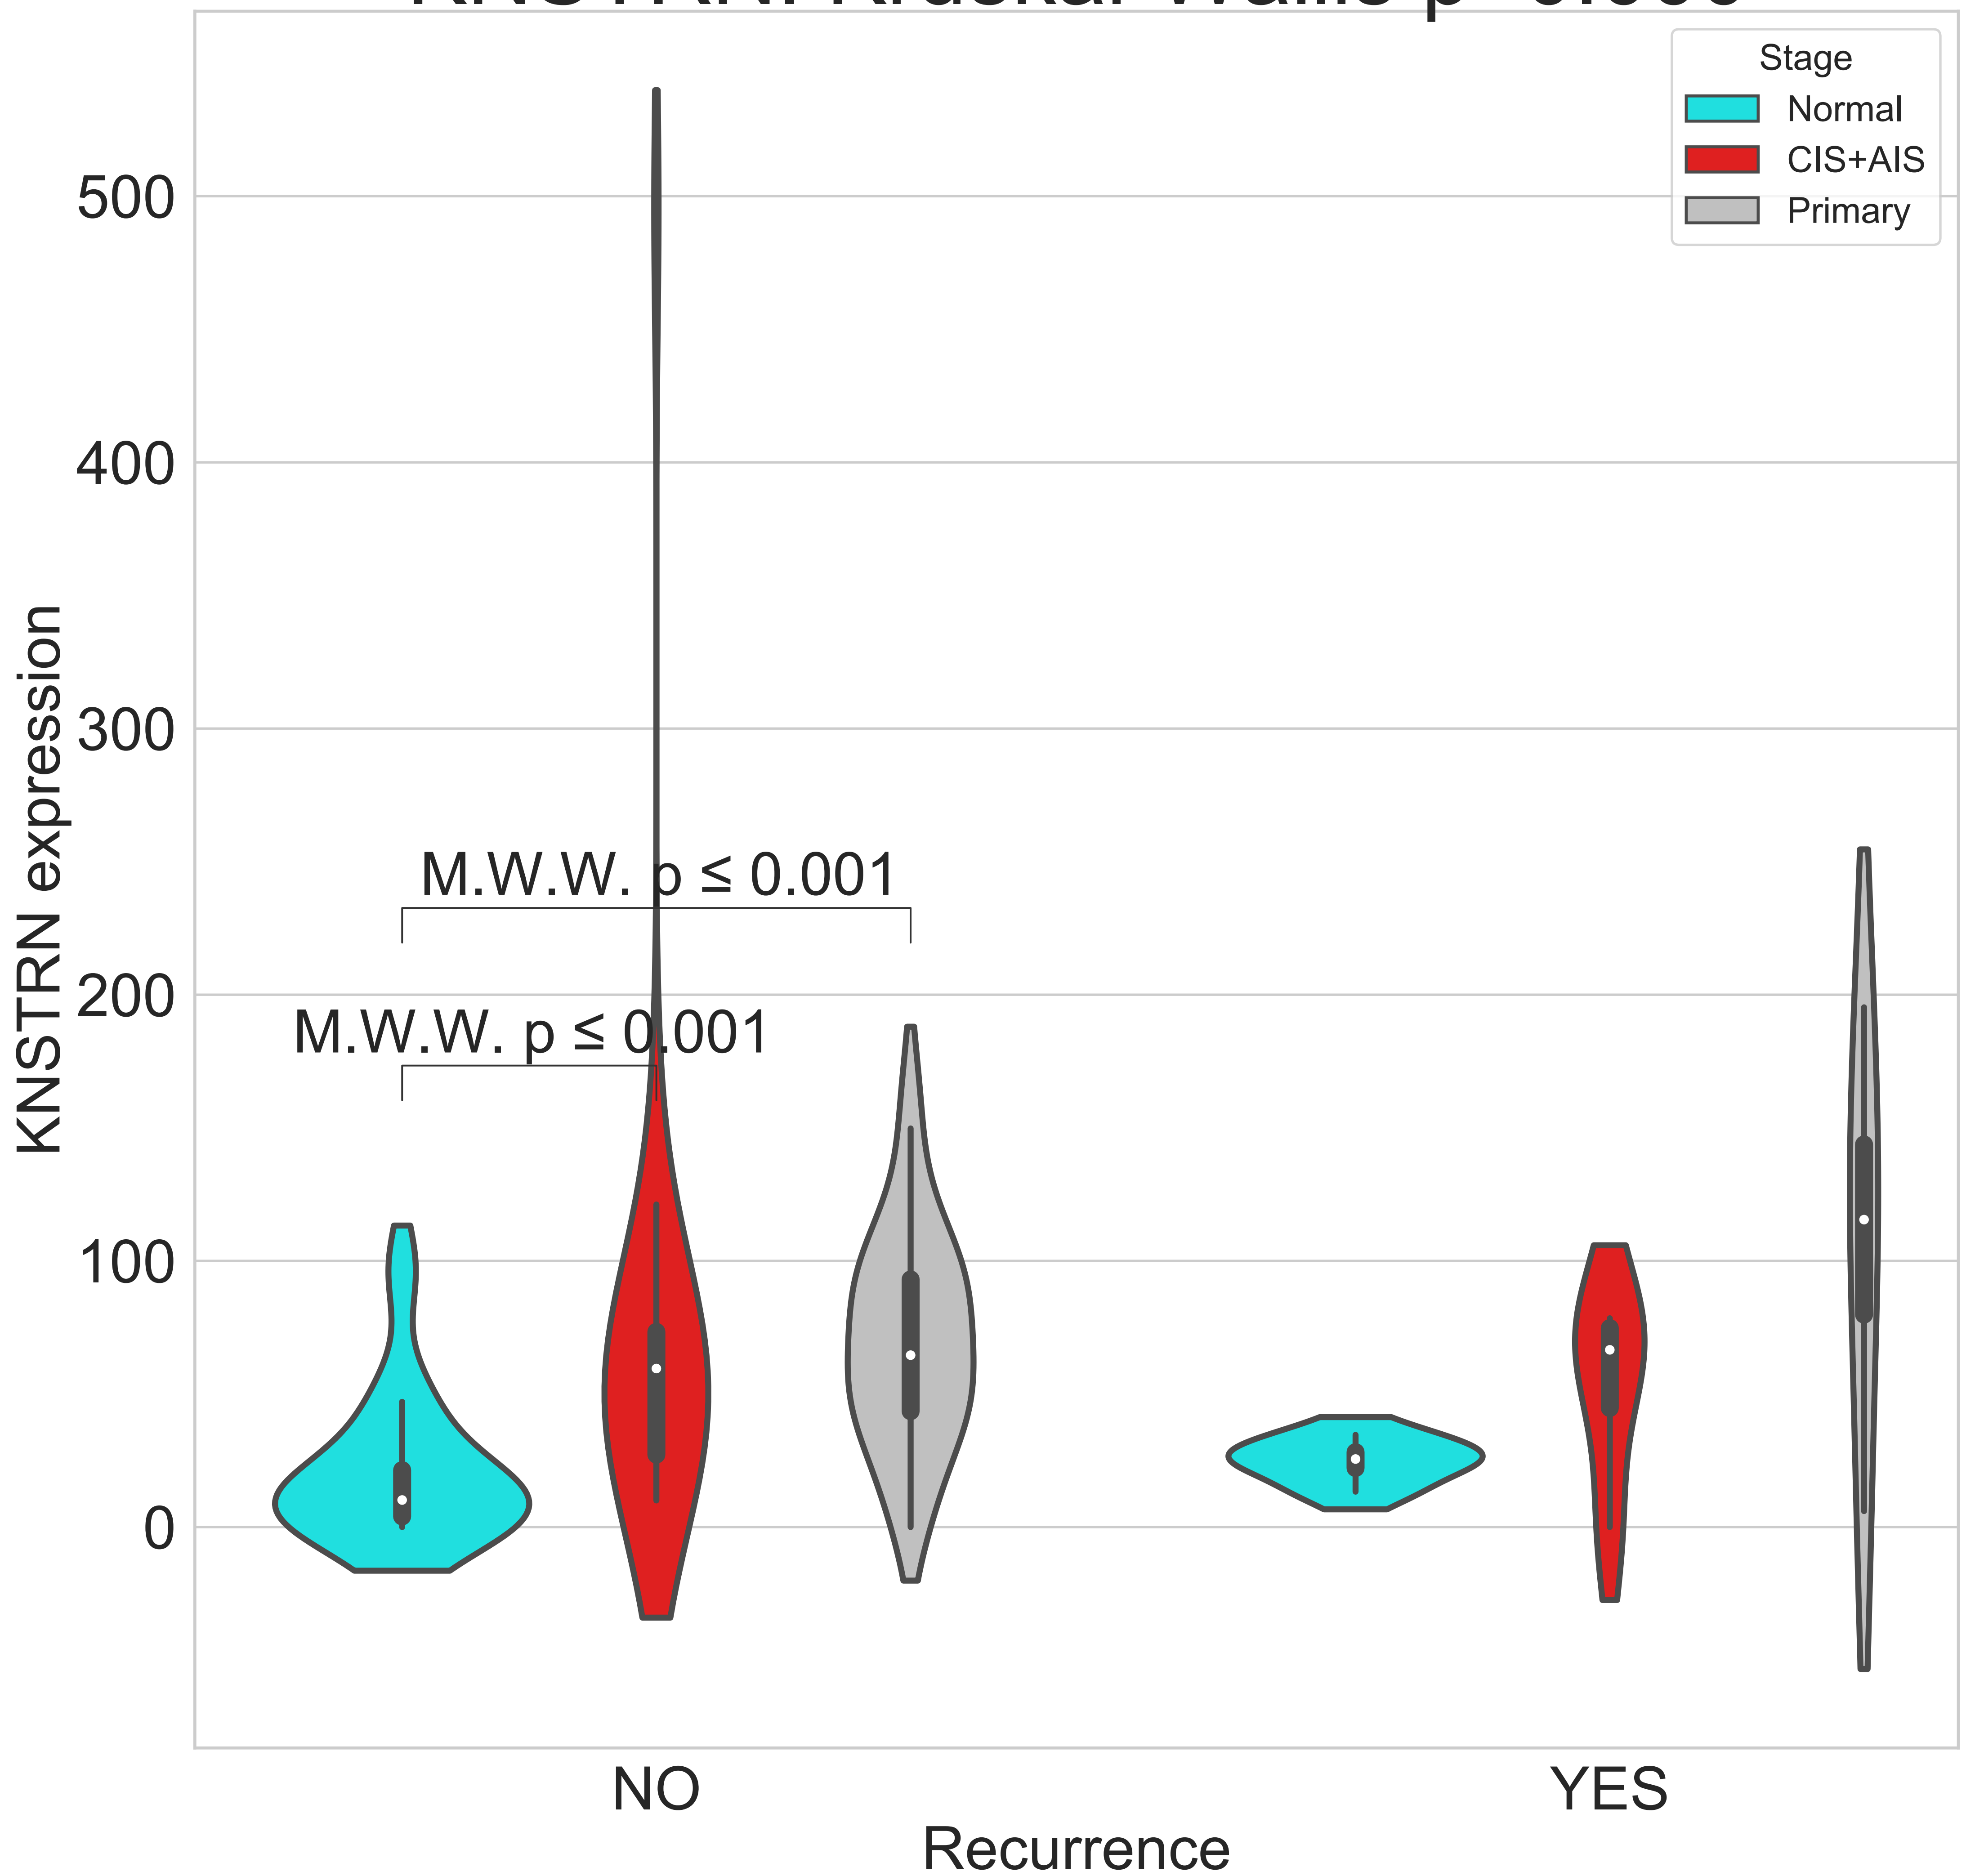 Stage
Normal
CIS+AIS
Primary
500
400
300
200
100
0
KNSTRN expression
M.W.W. p ≤ 0.001
M.W.W. p ≤ 0.001
NO
YES
Recurrence